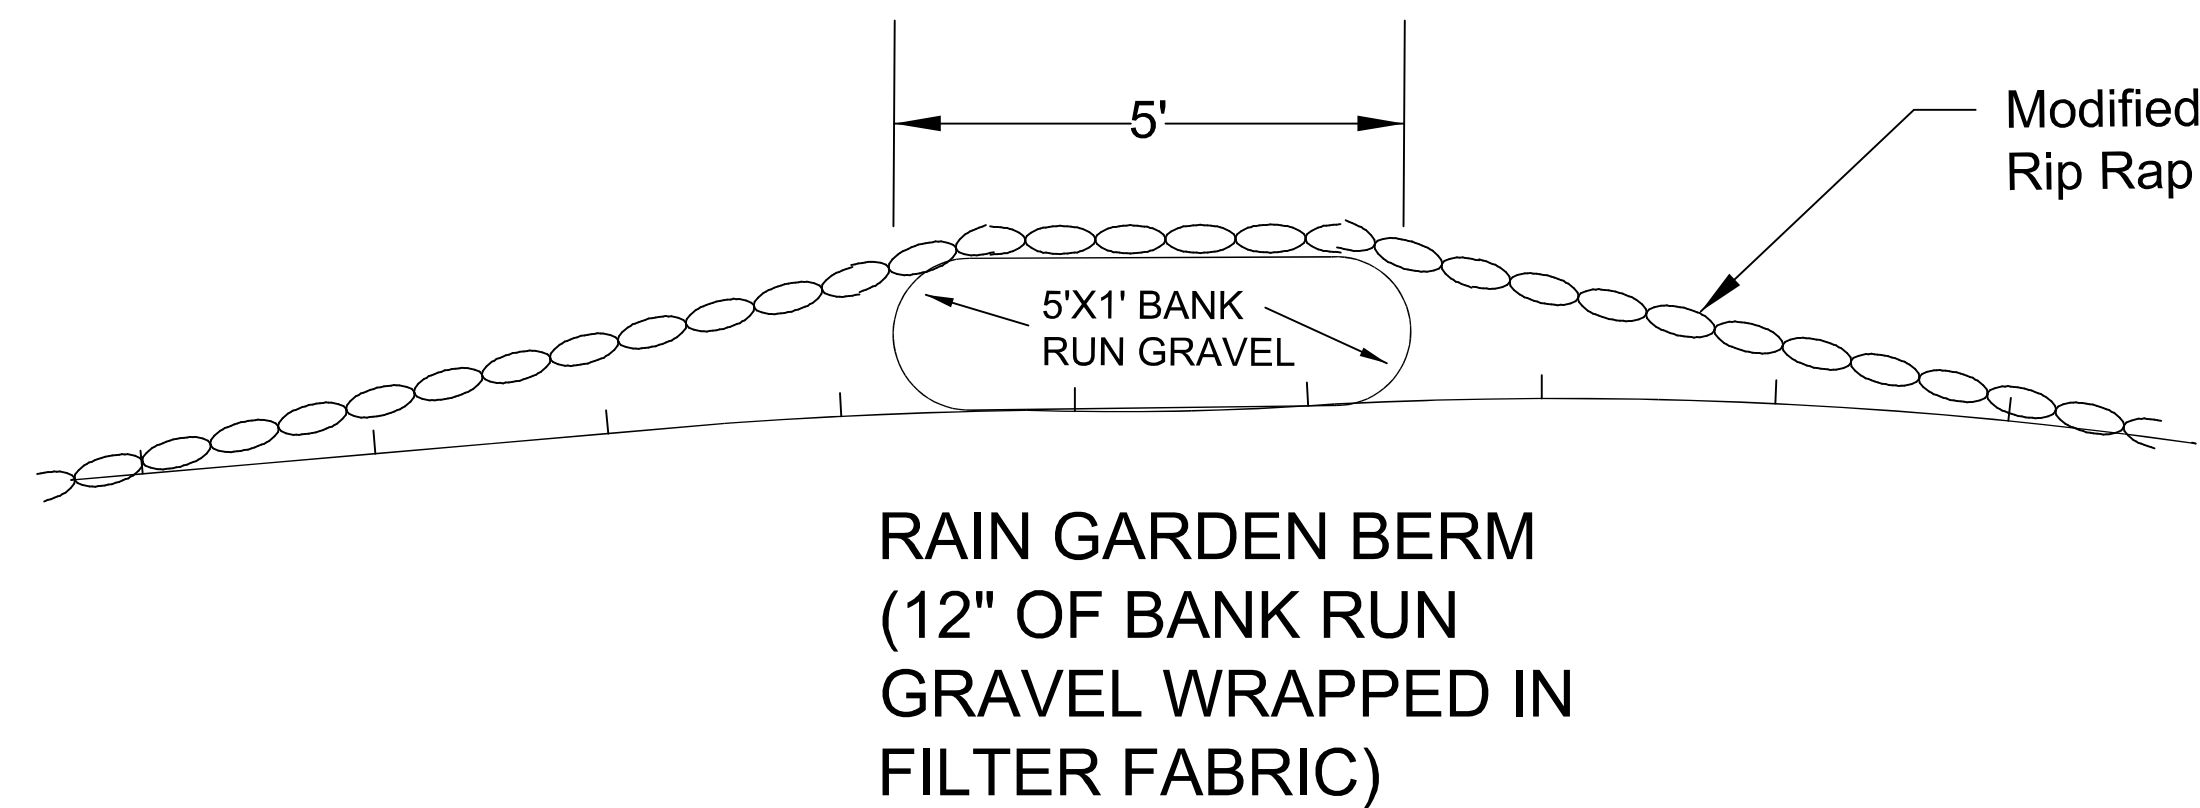 5'
Modified
Rip Rap
5'X1' BANK
RUN GRAVEL
RAIN GARDEN BERM
(12" OF BANK RUN
GRAVEL WRAPPED IN
FILTER FABRIC)